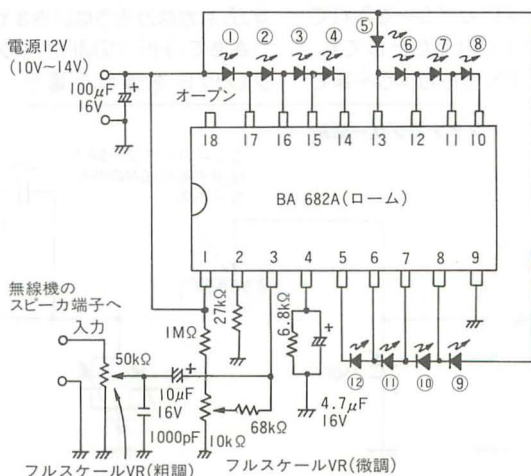 電源12V
(10V〜14V)
100μF
16V
オープン
①
②
③
④
⑤
⑥
⑦
⑧
18
17
16
15
14
13
12
11
10
BA 682A(ローム)
1
2
3
4
5
6
7
8
9
無線機の
スピーカ端子へ
入力
50kΩ
1MΩ
27kΩ
6.8kΩ
10μF
16V
1000pF
10kΩ
68kΩ
4.7μF
16V
⑫
⑪
⑩
⑨
フルスケールVR(粗調)
フルスケールVR(微調)